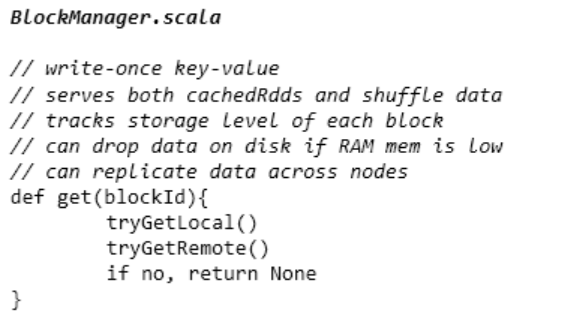 BlockManager.scala
// write-once key-value
// serves both cachedRdds and shuffle data
// tracks storage level of each block
// can drop data on disk if RAM mem is low
// can replicate data across nodes
def get(blockId){
tryGetLocal()
tryGetRemote()
if no, return None
}